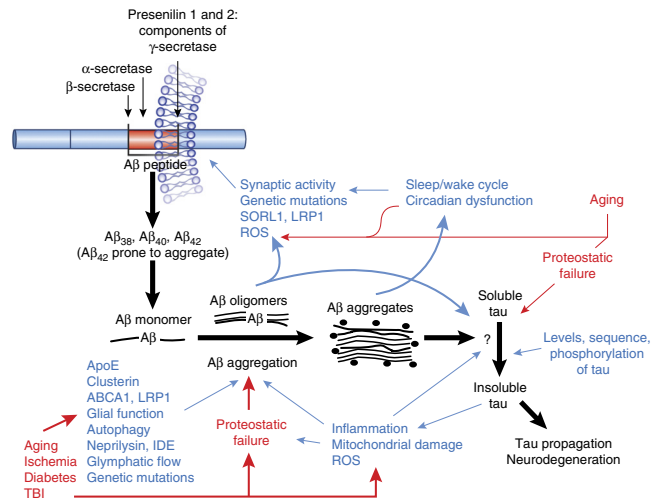 Presenilin 1 and 2:
components of
γ-secretase
α-secretase
β-secretase
Aβ peptide
Synaptic activity
Genetic mutations
SORL1, LRP1
ROS
Sleep/wake cycle
Circadian dysfunction
Aging
Proteostatic
failure
Aβ38, Aβ40, Aβ42
(Aβ42 prone to aggregate)
Aβ monomer
Aβ
Aβ oligomers
Aβ
Aβ aggregates
Soluble
tau
?
Levels, sequence,
phosphorylation
of tau
Insoluble
tau
Tau propagation
Neurodegeneration
Aβ aggregation
ApoE
Clusterin
ABCA1, LRP1
Glial function
Autophagy
Neprilysin, IDE
Glymphatic flow
Genetic mutations
Aging
Ischemia
Diabetes
TBI
Proteostatic
failure
Inflammation
Mitochondrial damage
ROS